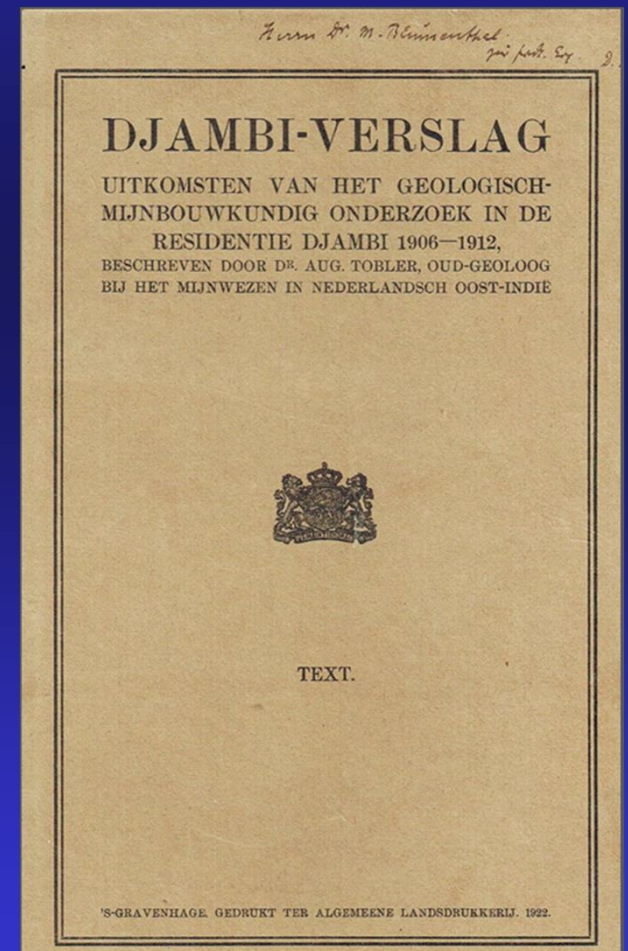 Herrn Dr. M. Blumenthal.
DJAMBI-VERSLAG
UITKOMSTEN VAN HET GEOLOGISCH-
MIJNBOUWKUNDIG ONDERZOEK IN DE
RESIDENTIE DJAMBI 1906—1912,
BESCHREVEN DOOR DR. AUG. TOBLER, OUD-GEOLOOG
BIJ HET MIJNWEZEN IN NEDERLANDSCH OOST-INDIË
TEXT.
'S-GRAVENHAGE. GEDRUKT TER ALGEMEENE LANDSDRUKKERIJ. 1922.